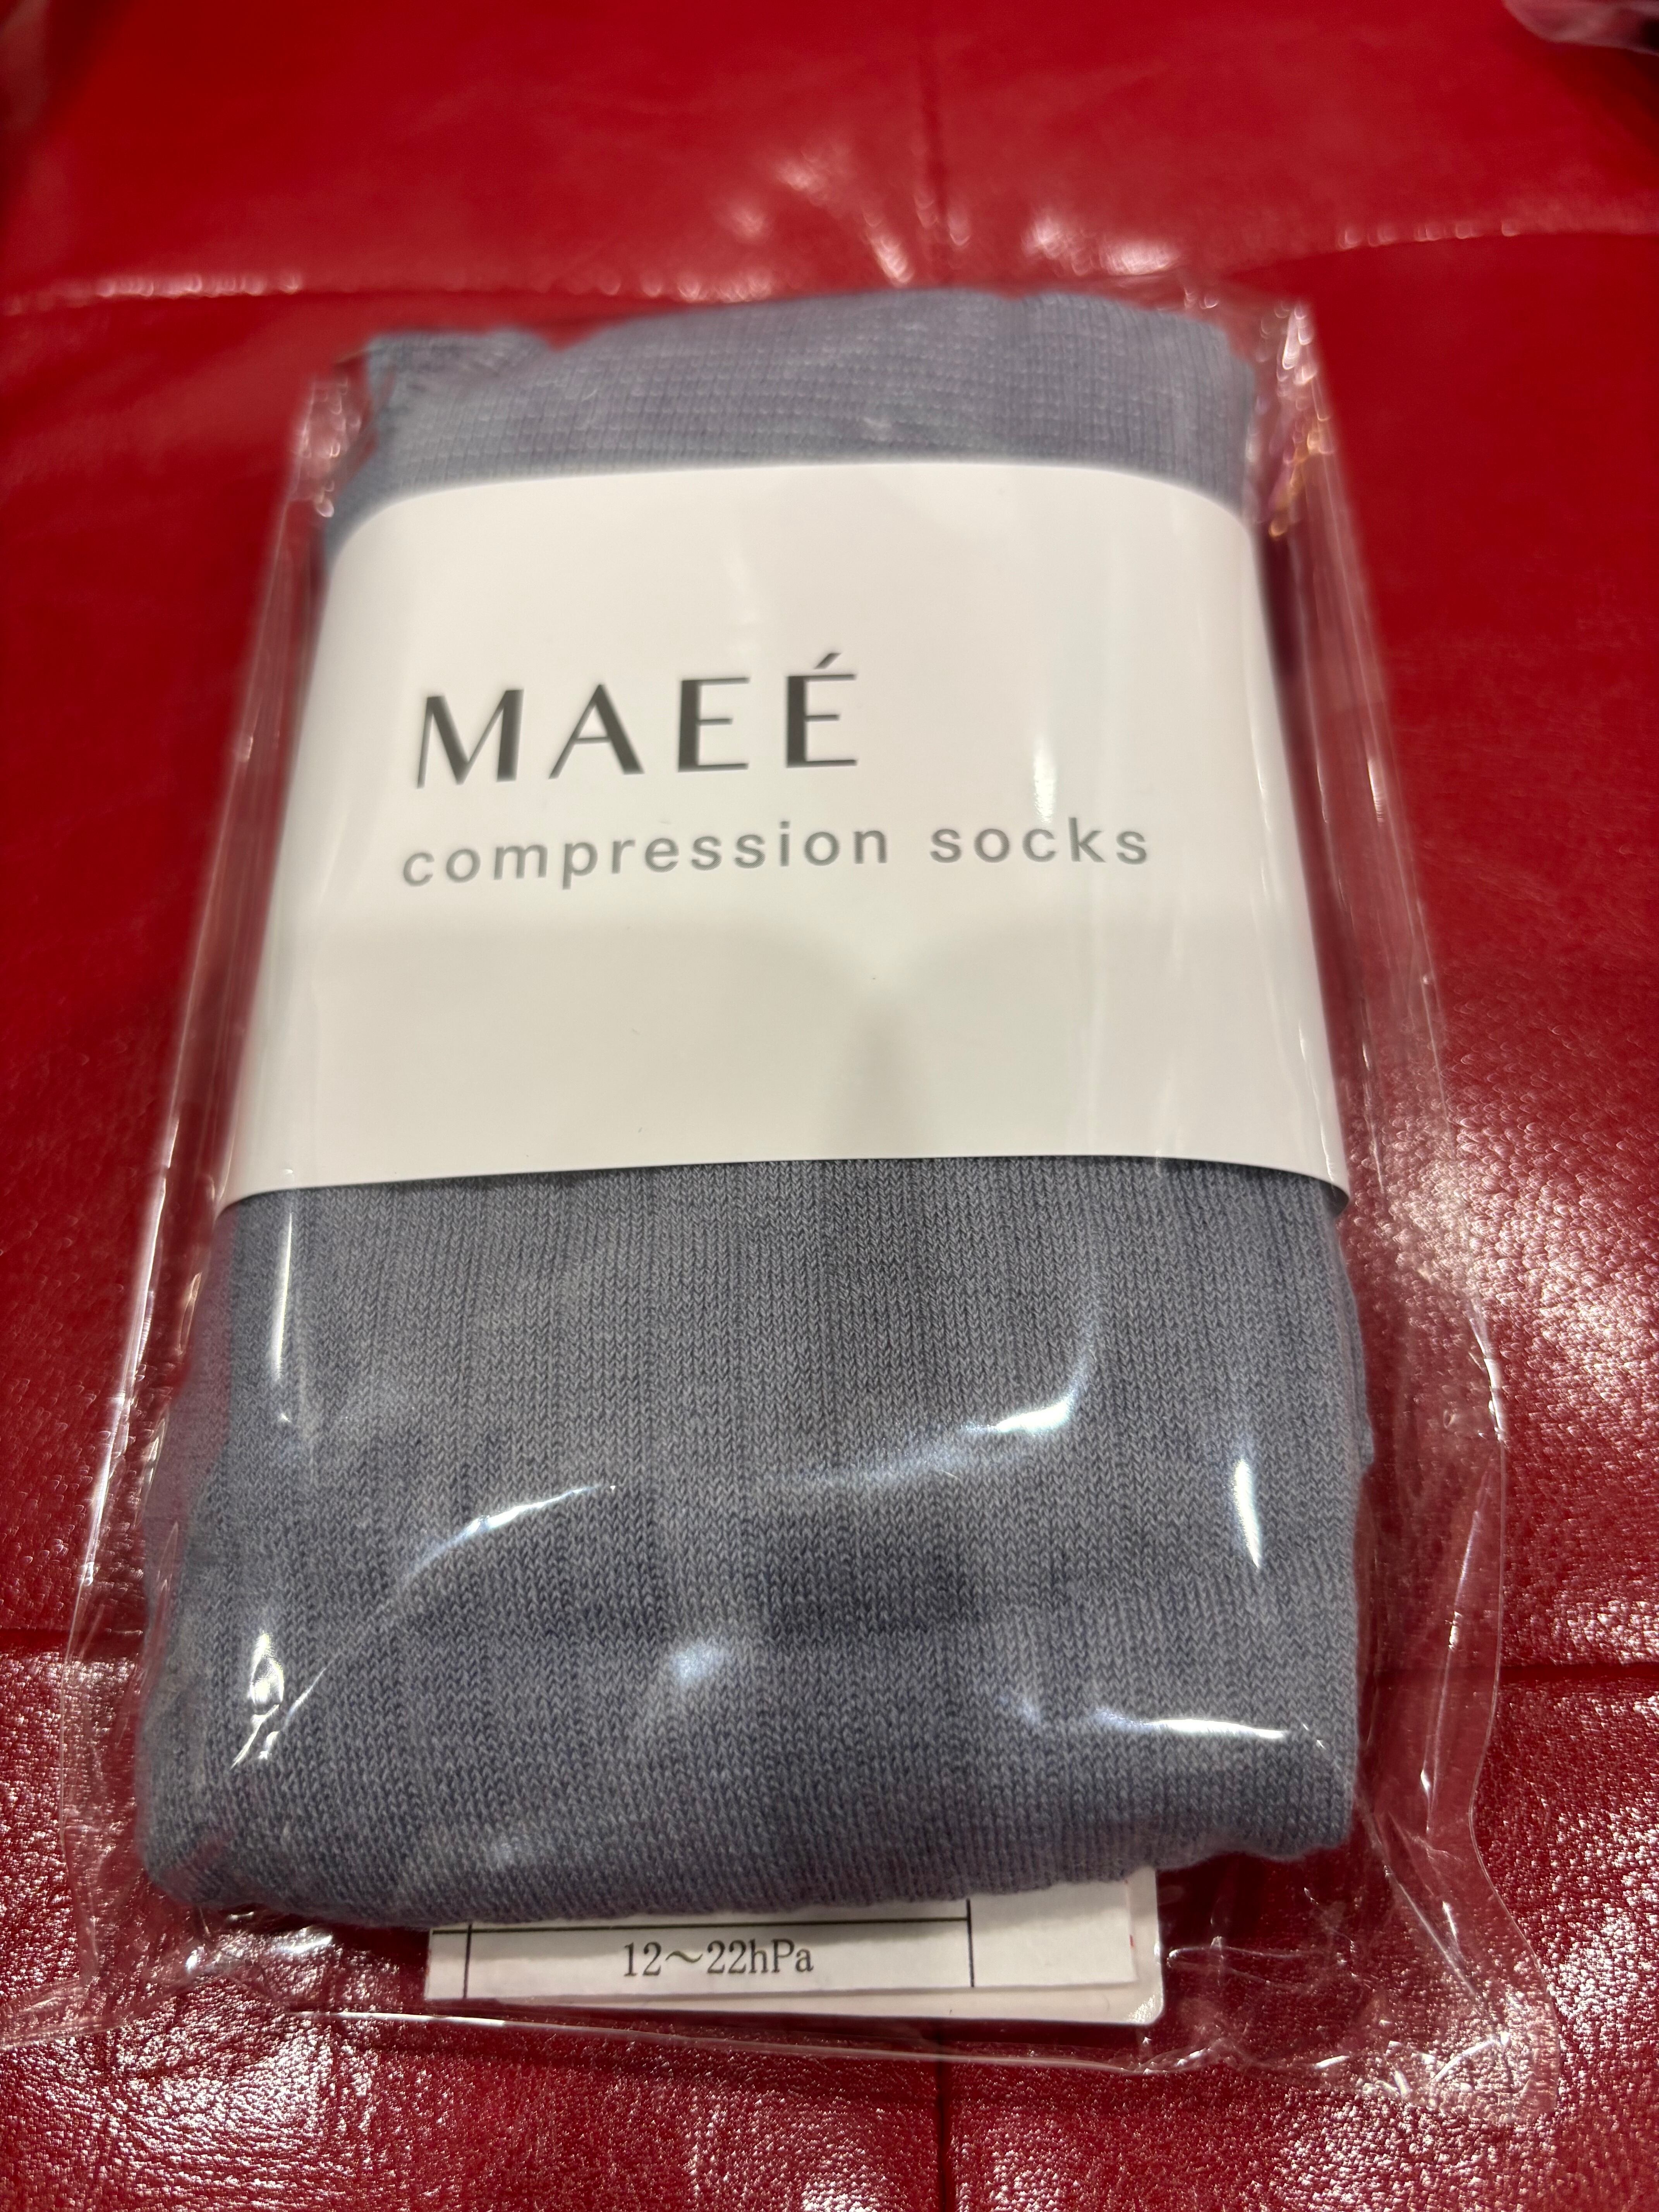 MAEÉ
compression socks
12～22hPa